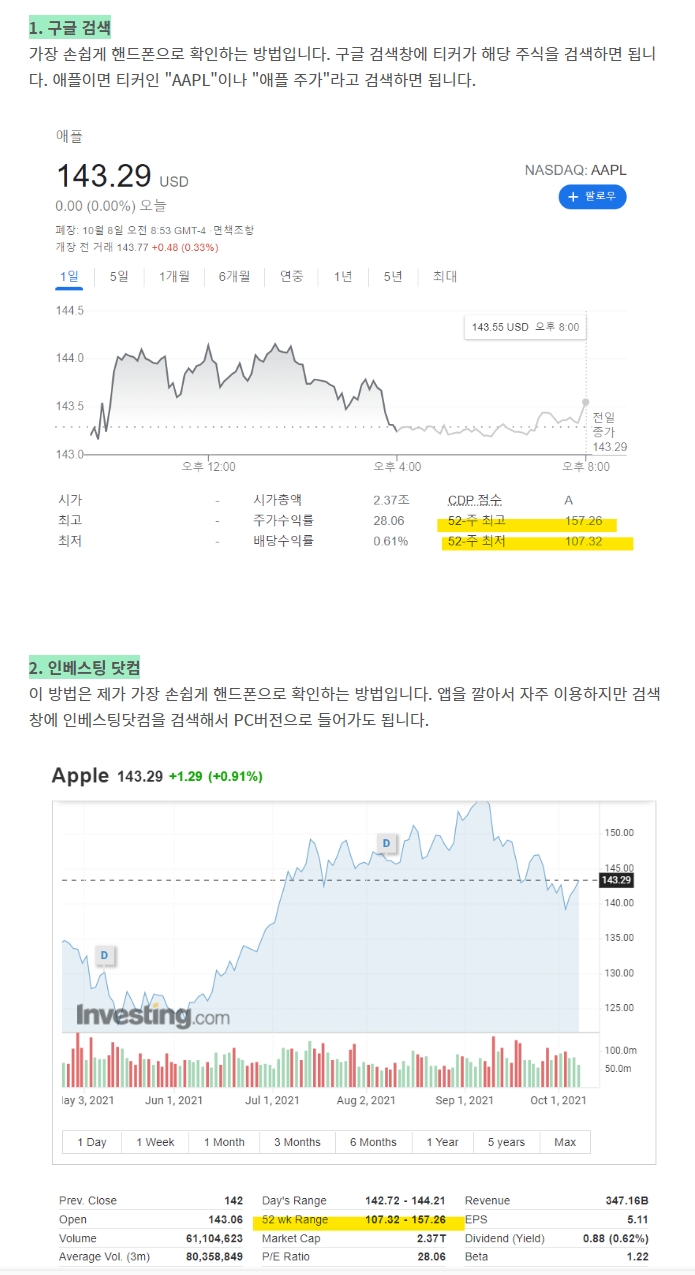 1. 구글 검색
가장 손쉽게 핸드폰으로 확인하는 방법입니다. 구글 검색창에 티커가 해당 주식을 검색하면 됩니
다. 애플이면 티커인 "AAPL"이나 "애플 주가"라고 검색하면 됩니다.
애플
143.29 USD
NASDAQ: AAPL
0.00 (0.00%) 오늘
+ 팔로우
폐장: 10월 8일 오전 8:53 GMT-4 · 면책조항
개장 전 거래 143.77 +0.48 (0.33%)
1일 5일 1개월 6개월 연중 1년 5년 최대
144.5
143.55 USD 오후 8:00
144.0
143.5
전일
종가
143.29
143.0
오후 12:00 오후 4:00 오후 8:00
시가 - 시가총액 2.37조 CDP 점수 A
최고 - 주가수익률 28.06 52-주 최고 157.26
최저 - 배당수익률 0.61% 52-주 최저 107.32
2. 인베스팅 닷컴
이 방법은 제가 가장 손쉽게 핸드폰으로 확인하는 방법입니다. 앱을 깔아서 자주 이용하지만 검색
창에 인베스팅닷컴을 검색해서 PC버전으로 들어가도 됩니다.
Apple 143.29 +1.29 (+0.91%)
150.00
D
145.00
143.29
140.00
135.00
D
130.00
125.00
Investing.com
100.0m
50.0m
ay 3, 2021 Jun 1, 2021 Jul 1, 2021 Aug 2, 2021 Sep 1, 2021 Oct 1, 2021
1 Day 1 Week 1 Month 3 Months 6 Months 1 Year 5 years Max
Prev. Close 142 Day's Range 142.72 - 144.21 Revenue 347.16B
Open 143.06 52 wk Range 107.32 - 157.26 EPS 5.11
Volume 61,104,623 Market Cap 2.37T Dividend (Yield) 0.88 (0.62%)
Average Vol. (3m) 80,358,849 P/E Ratio 28.06 Beta 1.22